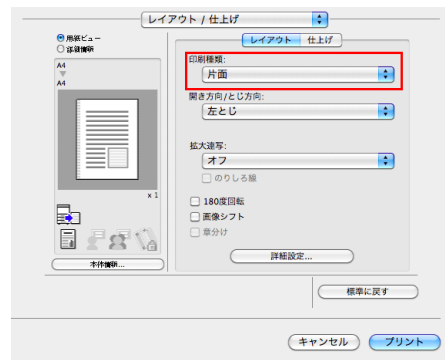 レイアウト / 仕上げ
用紙ビュー
詳細情報
A4
A4
x 1
本体情報...
レイアウト
仕上げ
印刷種類:
片面
開き方向/とじ方向:
左とじ
拡大連写:
オフ
のりしろ線
180度回転
画像シフト
章分け
詳細設定...
標準に戻す
キャンセル
プリント